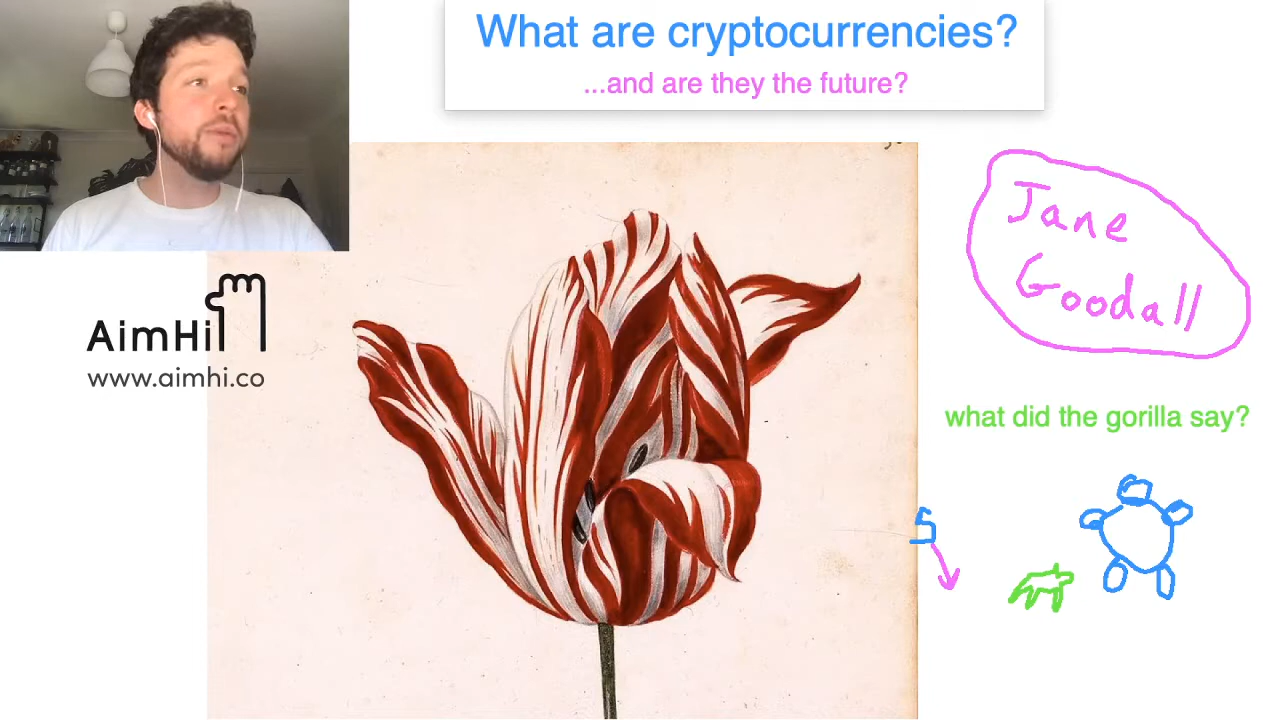 What are cryptocurrencies?
...and are they the future?
Jane
Goodall
AimHi
www.aimhi.co
what did the gorilla say?
5